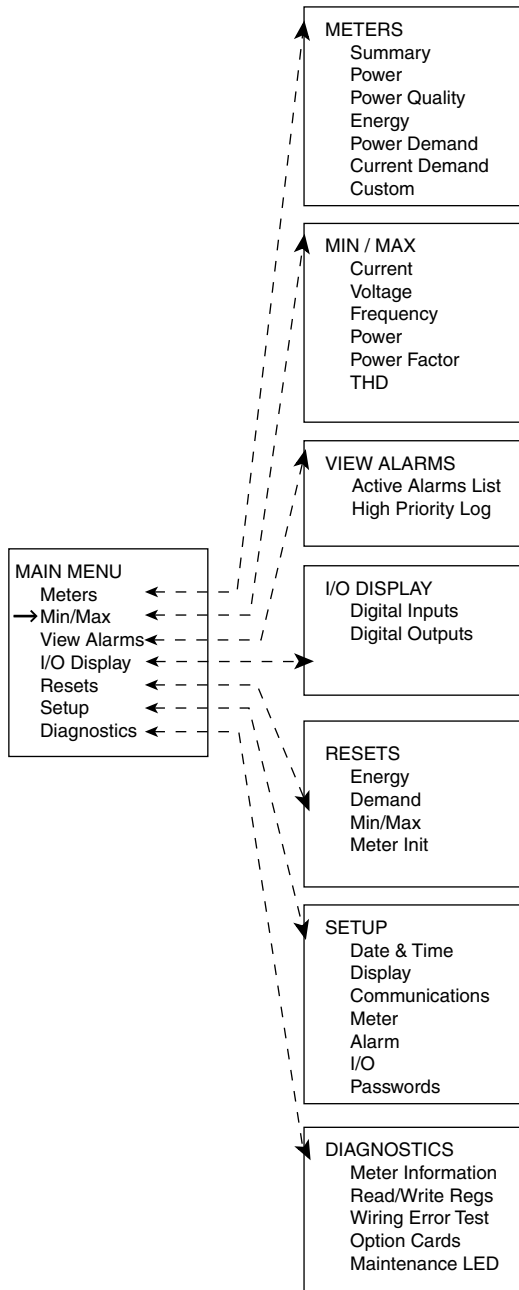 METERS
Summary
Power
Power Quality
Energy
Power Demand
Current Demand
Custom
MIN / MAX
Current
Voltage
Frequency
Power
Power Factor
THD
VIEW ALARMS
Active Alarms List
High Priority Log
MAIN MENU
Meters
Min/Max
View Alarms
I/O Display
Resets
Setup
Diagnostics
I/O DISPLAY
Digital Inputs
Digital Outputs
RESETS
Energy
Demand
Min/Max
Meter Init
SETUP
Date & Time
Display
Communications
Meter
Alarm
I/O
Passwords
DIAGNOSTICS
Meter Information
Read/Write Regs
Wiring Error Test
Option Cards
Maintenance LED